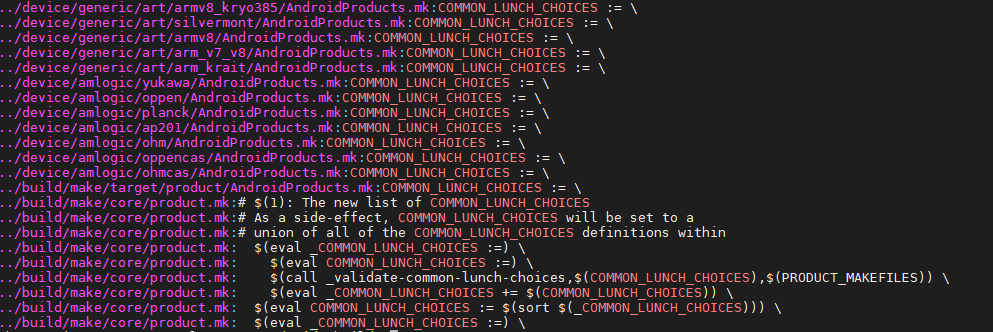 ../device/generic/art/armv8_kryo385/AndroidProducts.mk:COMMON_LUNCH_CHOICES := \
../device/generic/art/silvermont/AndroidProducts.mk:COMMON_LUNCH_CHOICES := \
../device/generic/art/armv8/AndroidProducts.mk:COMMON_LUNCH_CHOICES := \
../device/generic/art/arm_v7_v8/AndroidProducts.mk:COMMON_LUNCH_CHOICES := \
../device/generic/art/arm_krait/AndroidProducts.mk:COMMON_LUNCH_CHOICES := \
../device/amlogic/yukawa/AndroidProducts.mk:COMMON_LUNCH_CHOICES := \
../device/amlogic/oppen/AndroidProducts.mk:COMMON_LUNCH_CHOICES := \
../device/amlogic/planck/AndroidProducts.mk:COMMON_LUNCH_CHOICES := \
../device/amlogic/ap201/AndroidProducts.mk:COMMON_LUNCH_CHOICES := \
../device/amlogic/ohm/AndroidProducts.mk:COMMON_LUNCH_CHOICES := \
../device/amlogic/oppencas/AndroidProducts.mk:COMMON_LUNCH_CHOICES := \
../device/amlogic/ohmcas/AndroidProducts.mk:COMMON_LUNCH_CHOICES := \
../build/make/target/product/AndroidProducts.mk:COMMON_LUNCH_CHOICES := \
../build/make/core/product.mk:# $(1): The new list of COMMON_LUNCH_CHOICES
../build/make/core/product.mk:# As a side-effect, COMMON_LUNCH_CHOICES will be set to a
../build/make/core/product.mk:# union of all of the COMMON_LUNCH_CHOICES definitions within
../build/make/core/product.mk:  $(eval _COMMON_LUNCH_CHOICES :=) \
../build/make/core/product.mk:    $(eval COMMON_LUNCH_CHOICES :=) \
../build/make/core/product.mk:    $(call _validate-common-lunch-choices,$(COMMON_LUNCH_CHOICES),$(PRODUCT_MAKEFILES)) \
../build/make/core/product.mk:    $(eval _COMMON_LUNCH_CHOICES += $(COMMON_LUNCH_CHOICES)) \
../build/make/core/product.mk:  $(eval COMMON_LUNCH_CHOICES := $(sort $(_COMMON_LUNCH_CHOICES))) \
../build/make/core/product.mk:  $(eval _COMMON_LUNCH_CHOICES :=) \